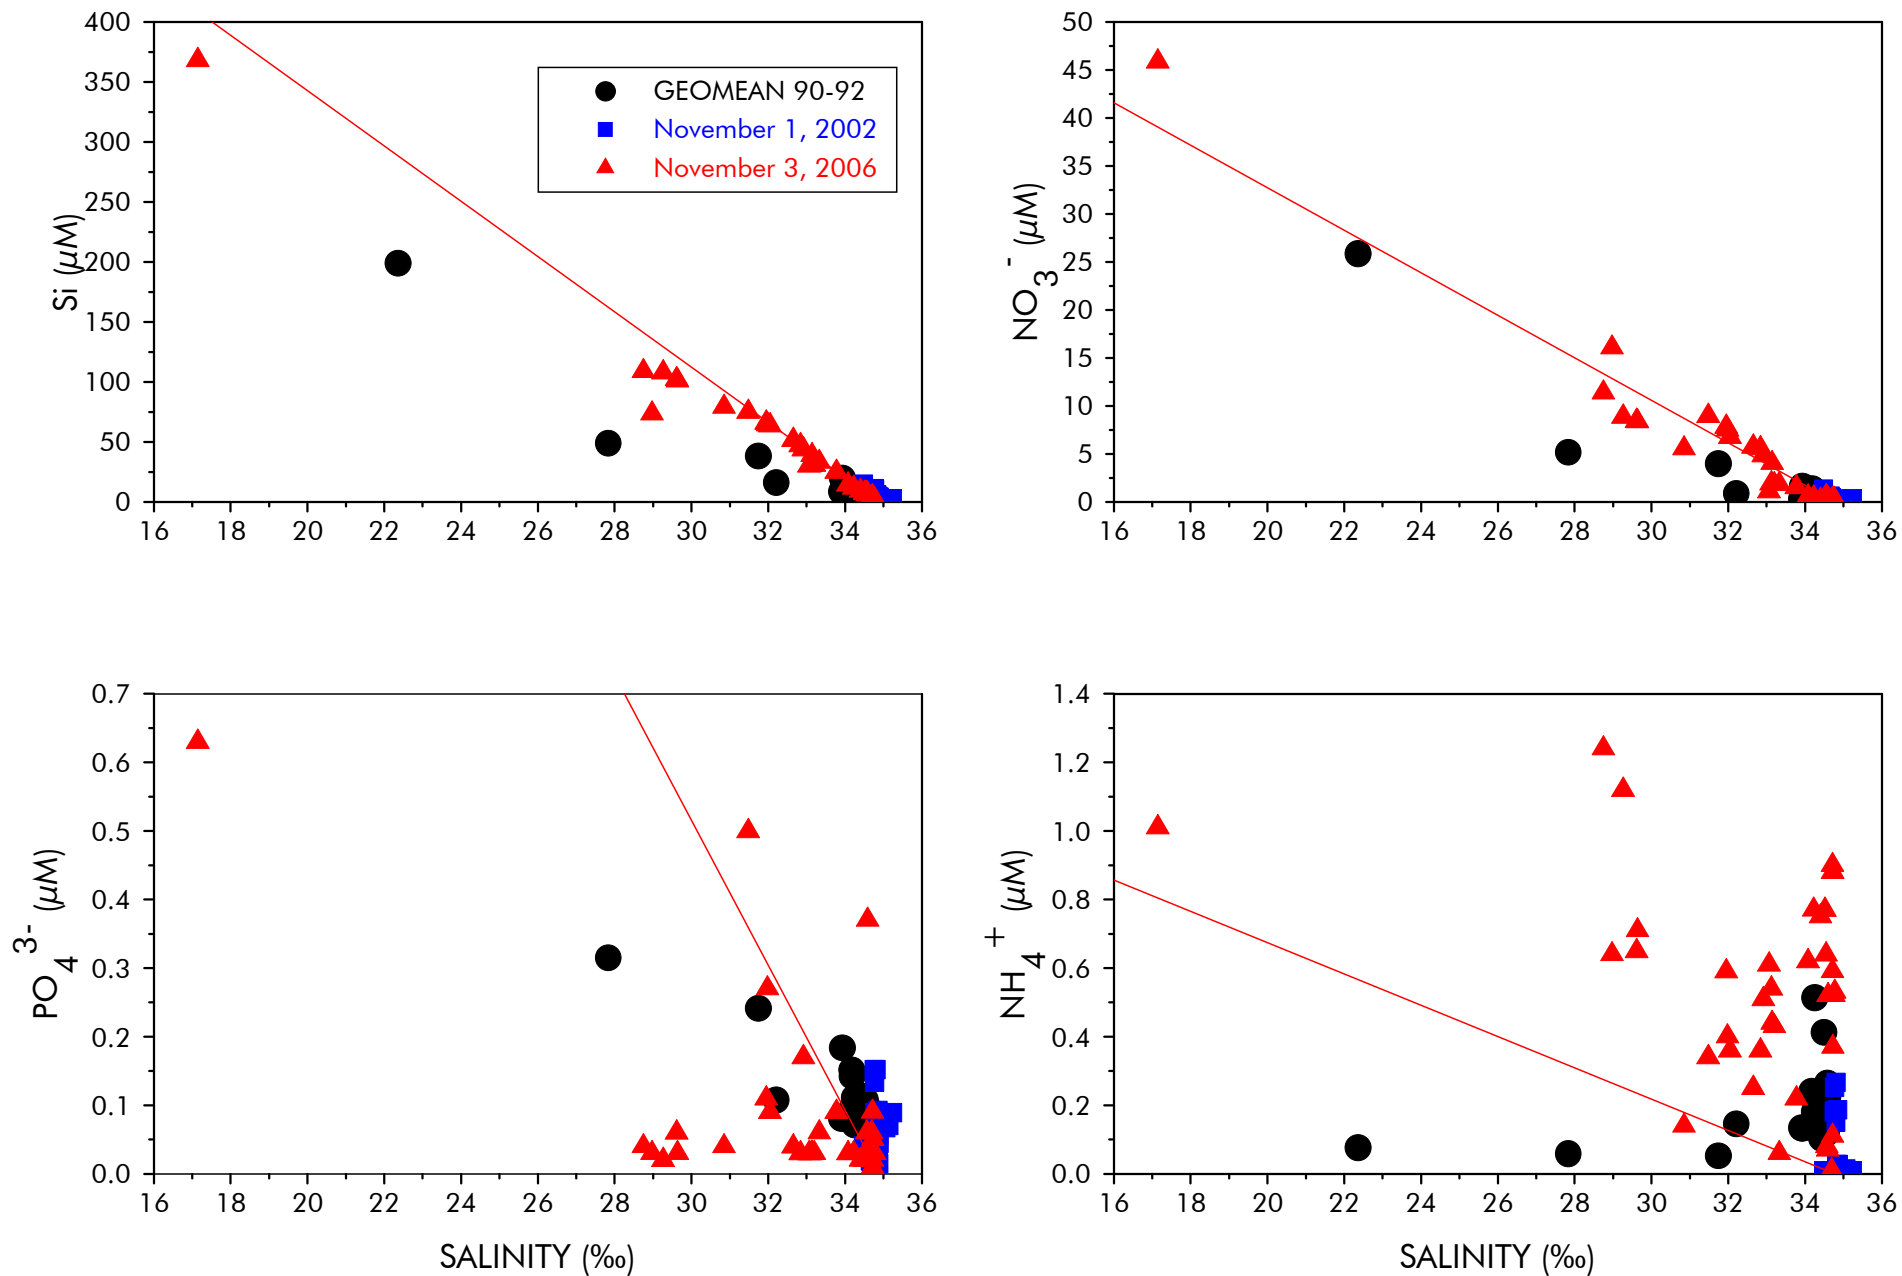 400
350
300
250
200
150
100
50
0
Si (µM)
16 18 20 22 24 26 28 30 32 34 36
GEOMEAN 90-92
November 1, 2002
November 3, 2006
50
45
40
35
30
25
20
15
10
5
0
NO3- (µM)
16 18 20 22 24 26 28 30 32 34 36
0.7
0.6
0.5
0.4
0.3
0.2
0.1
0.0
PO4 3- (µM)
16 18 20 22 24 26 28 30 32 34 36
SALINITY (‰)
1.4
1.2
1.0
0.8
0.6
0.4
0.2
0.0
NH4+ (µM)
16 18 20 22 24 26 28 30 32 34 36
SALINITY (‰)